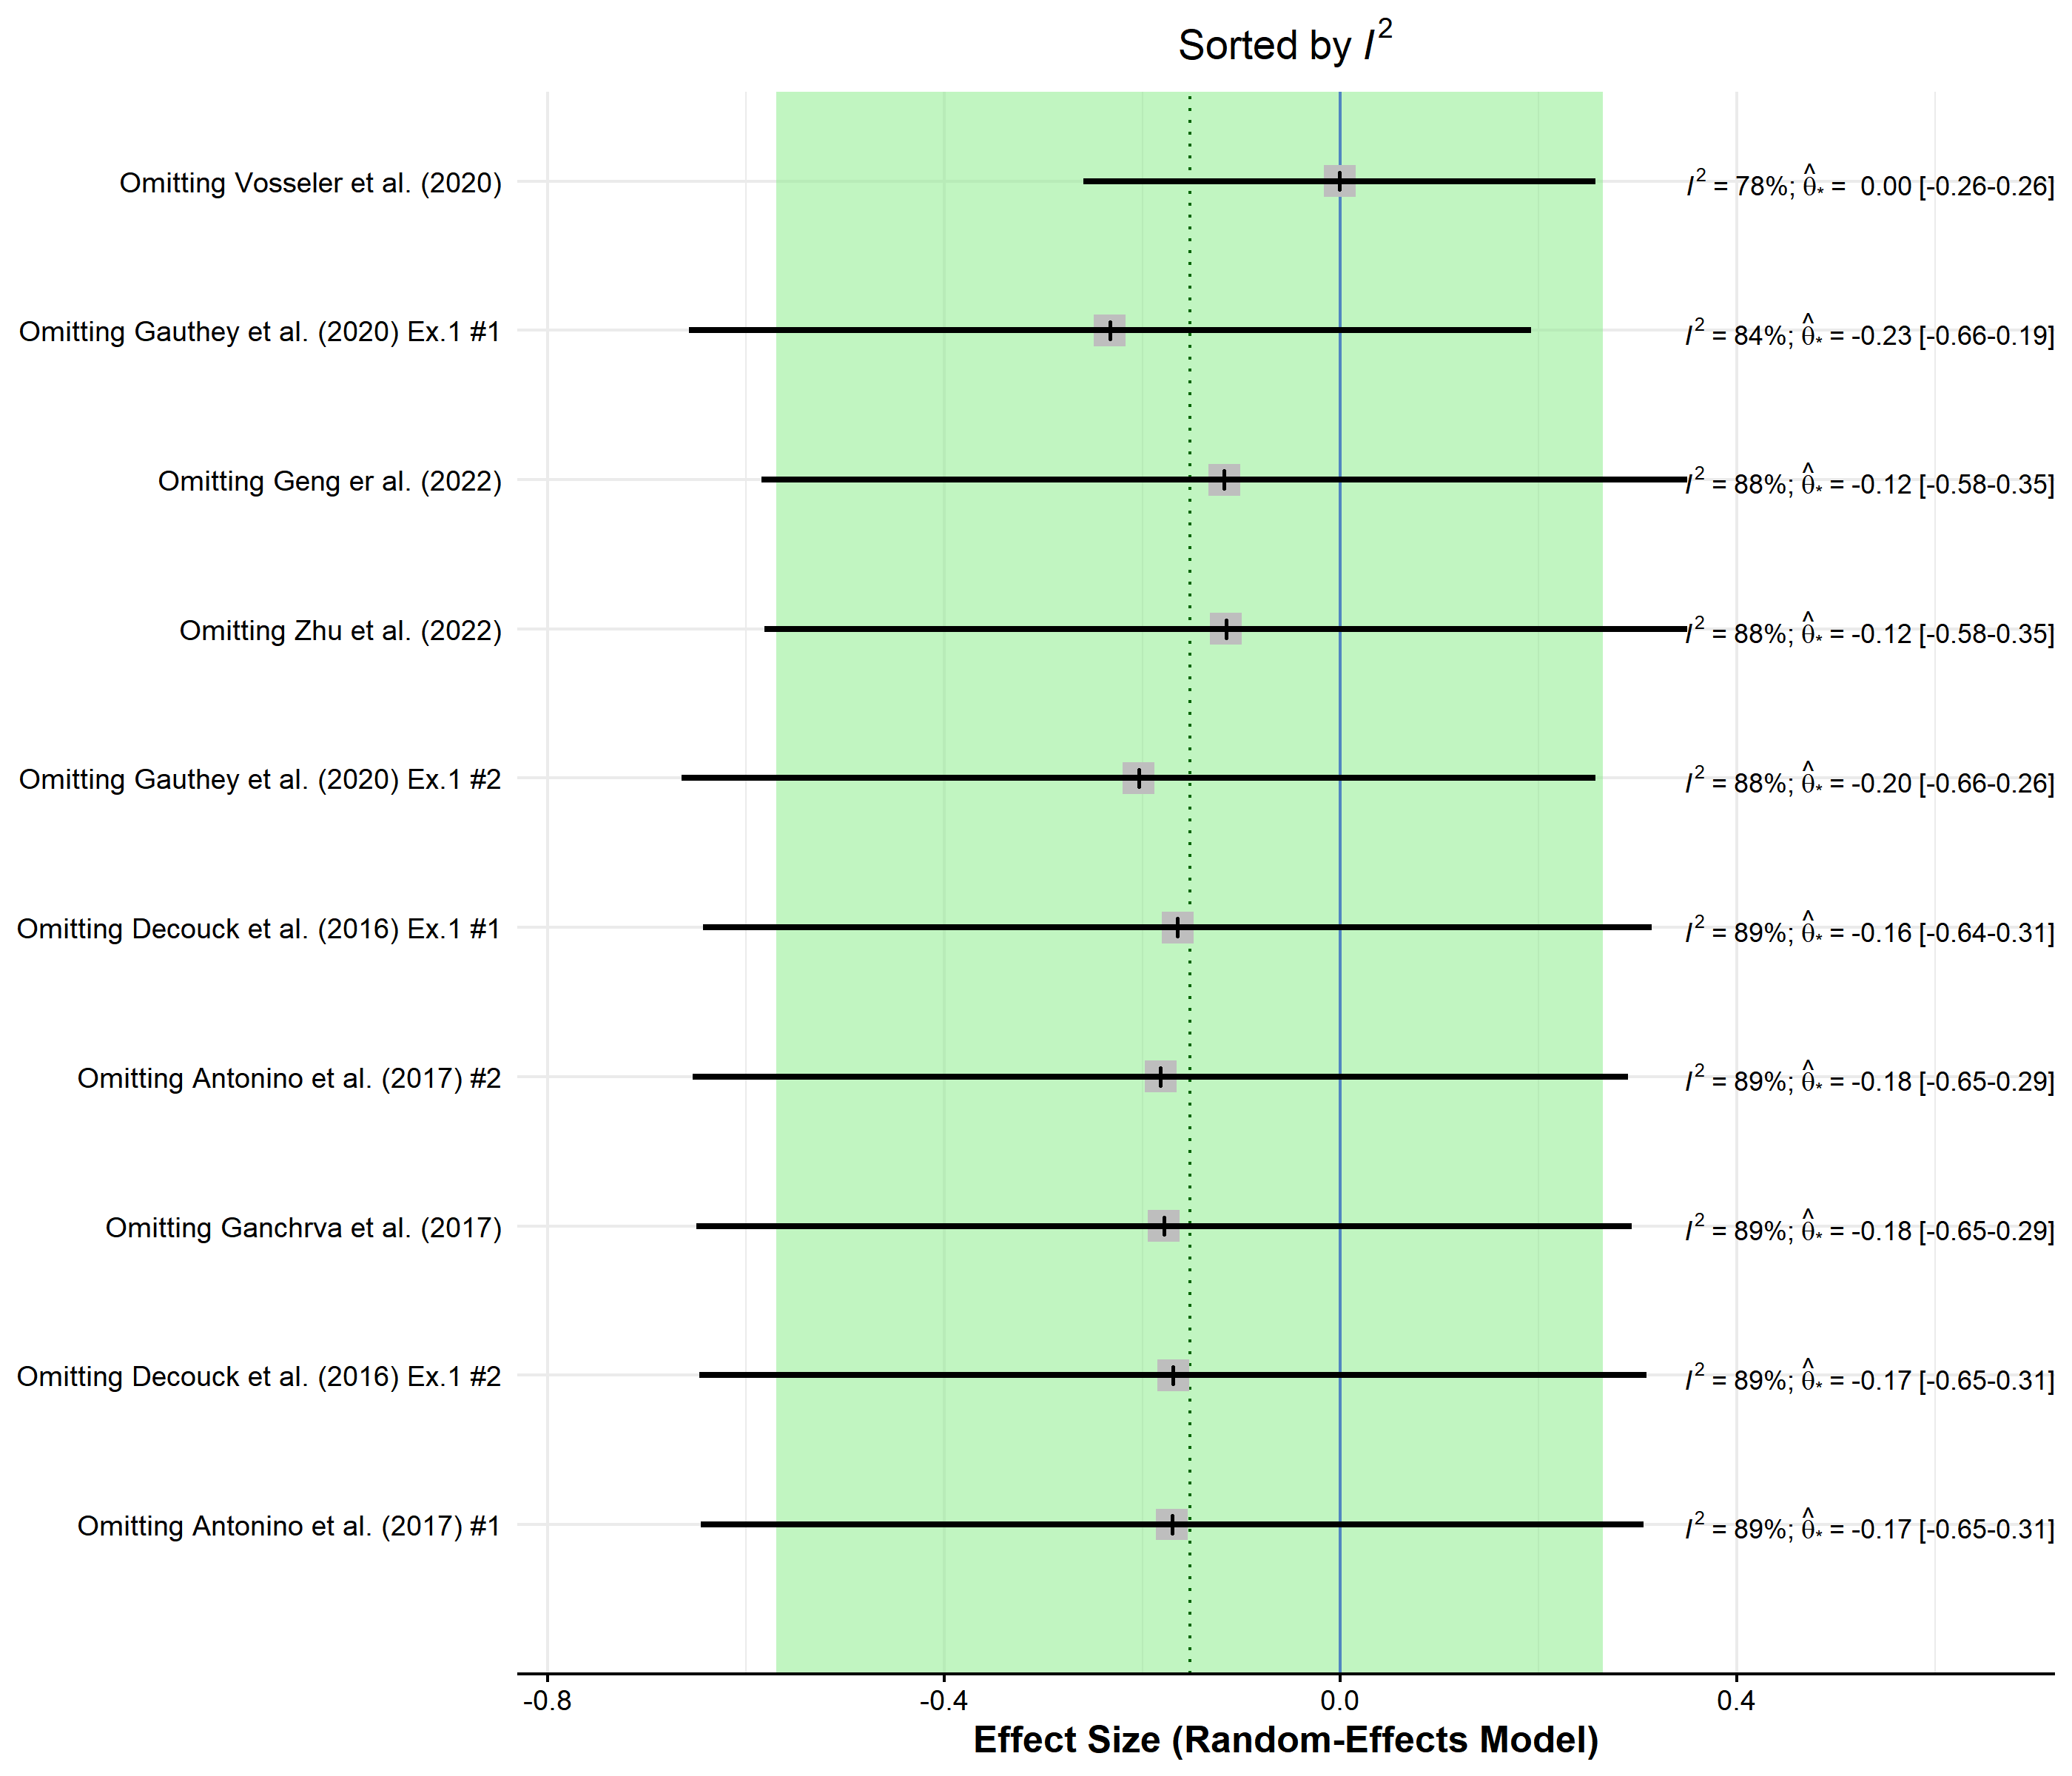 Sorted by I²
Omitting Vosseler et al. (2020) I² = 78%; θ̂* = 0.00 [-0.26-0.26]
Omitting Gauthey et al. (2020) Ex.1 #1 I² = 84%; θ̂* = -0.23 [-0.66-0.19]
Omitting Geng er al. (2022) I² = 88%; θ̂* = -0.12 [-0.58-0.35]
Omitting Zhu et al. (2022) I² = 88%; θ̂* = -0.12 [-0.58-0.35]
Omitting Gauthey et al. (2020) Ex.1 #2 I² = 88%; θ̂* = -0.20 [-0.66-0.26]
Omitting Decouck et al. (2016) Ex.1 #1 I² = 89%; θ̂* = -0.16 [-0.64-0.31]
Omitting Antonino et al. (2017) #2 I² = 89%; θ̂* = -0.18 [-0.65-0.29]
Omitting Ganchrva et al. (2017) I² = 89%; θ̂* = -0.18 [-0.65-0.29]
Omitting Decouck et al. (2016) Ex.1 #2 I² = 89%; θ̂* = -0.17 [-0.65-0.31]
Omitting Antonino et al. (2017) #1 I² = 89%; θ̂* = -0.17 [-0.65-0.31]
-0.8 -0.4 0.0 0.4
Effect Size (Random-Effects Model)